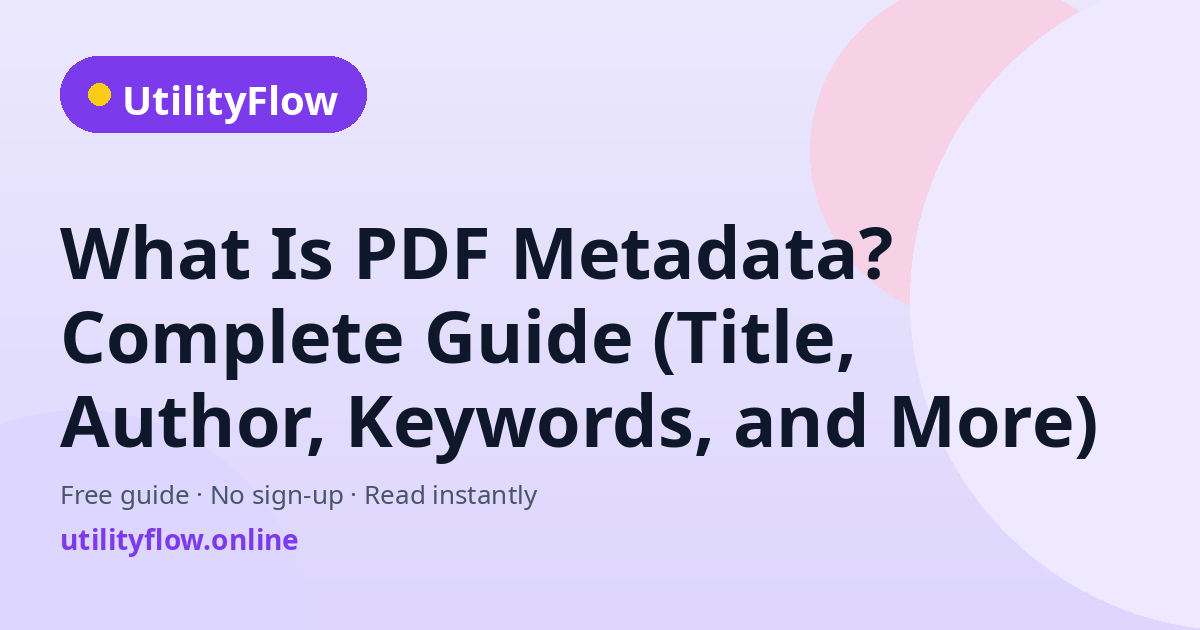 UtilityFlow
What Is PDF Metadata?
Complete Guide (Title,
Author, Keywords, and More)
Free guide · No sign-up · Read instantly
utilityflow.online